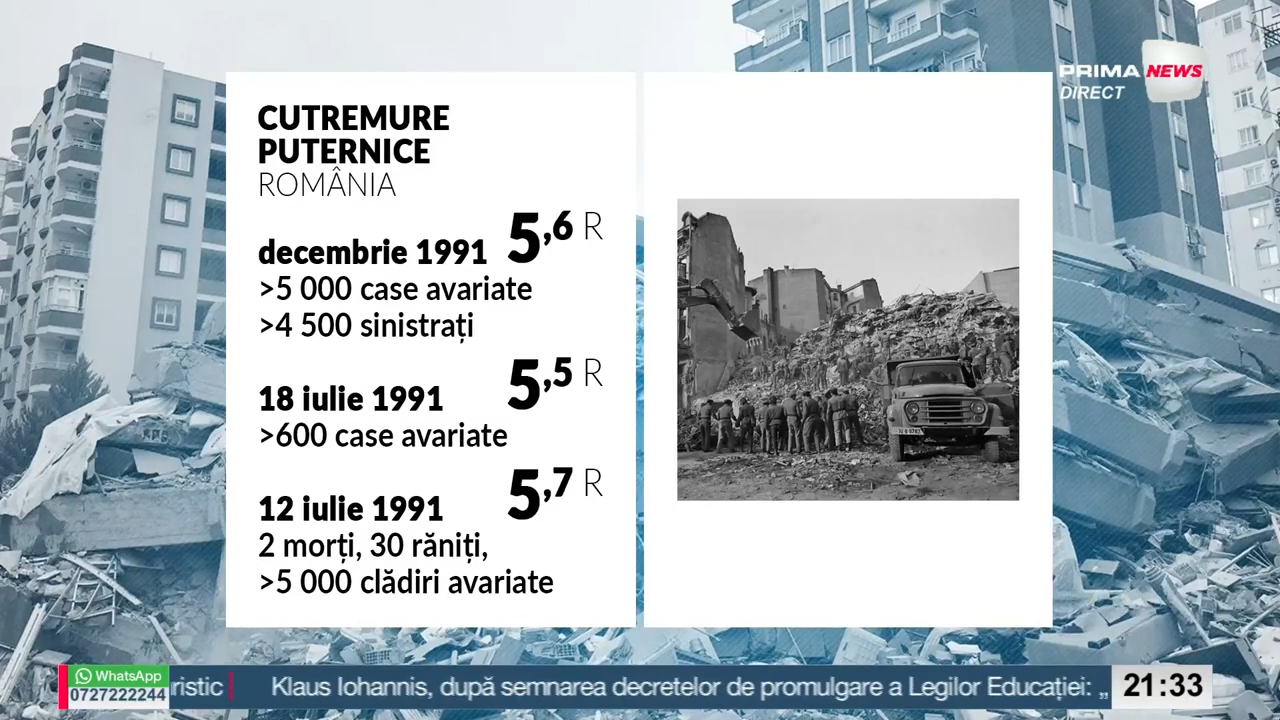 PRIMA NEWS
DIRECT
CUTREMURE
PUTERNICE
ROMÂNIA
decembrie 1991 5,6 R
>5 000 case avariate
>4 500 sinistrați
18 iulie 1991 5,5 R
>600 case avariate
12 iulie 1991 5,7 R
2 morți, 30 răniți,
>5 000 clădiri avariate
WhatsApp
0727222244
ristic
Klaus Iohannis, după semnarea decretelor de promulgare a Legilor Educației: „
21:33